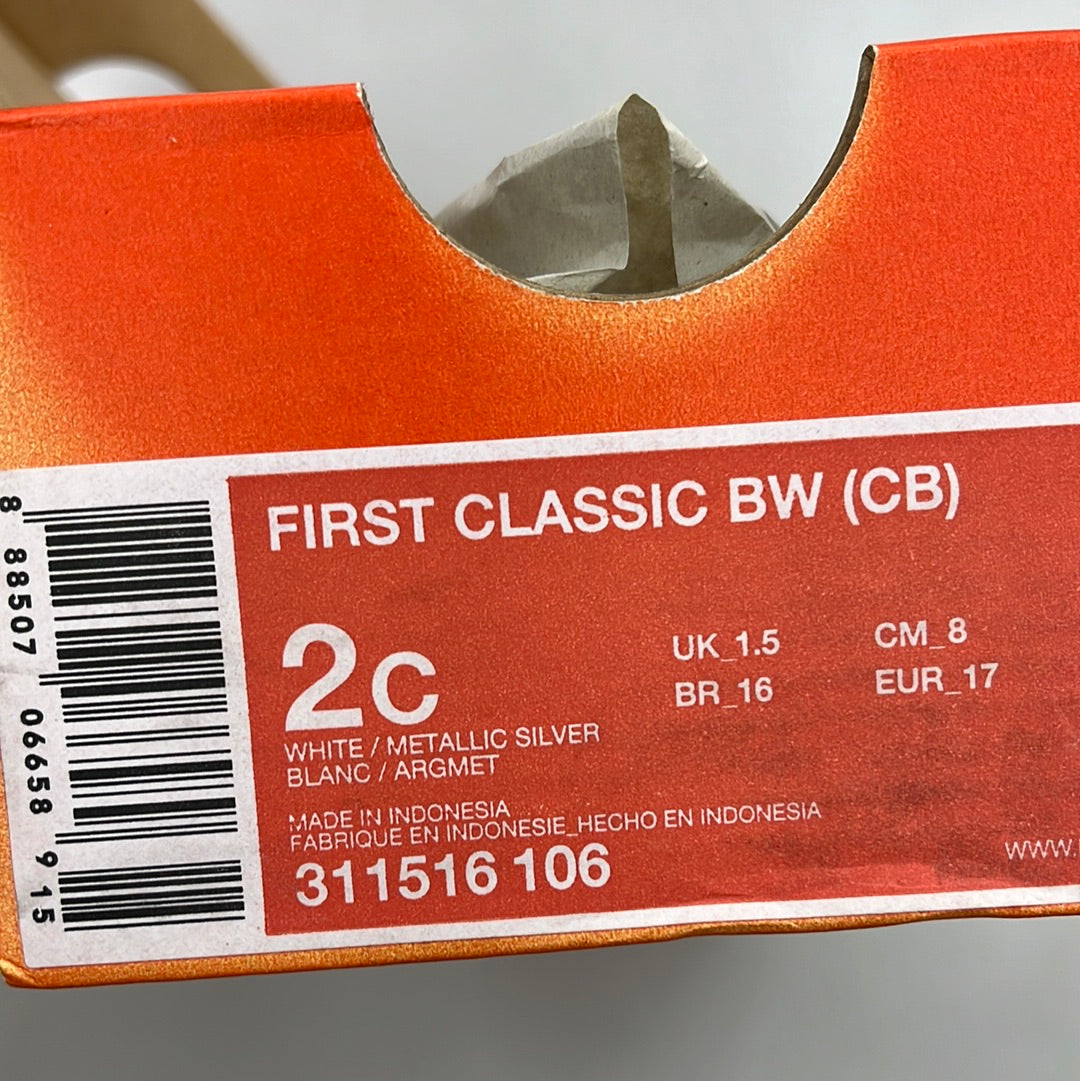 FIRST CLASSIC BW (CB)
2C
UK_1.5 CM_8
BR_16 EUR_17
WHITE / METALLIC SILVER
BLANC / ARGMET
MADE IN INDONESIA
FABRIQUE EN INDONESIE_HECHO EN INDONESIA
311516 106
www.
8 88507 06658 9 15